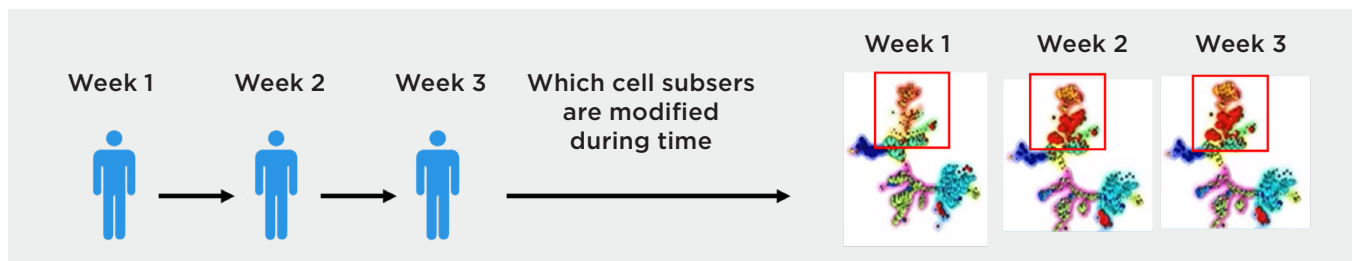 Week 1
Week 2
Week 3
Which cell subsers
are modified
during time
Week 1
Week 2
Week 3